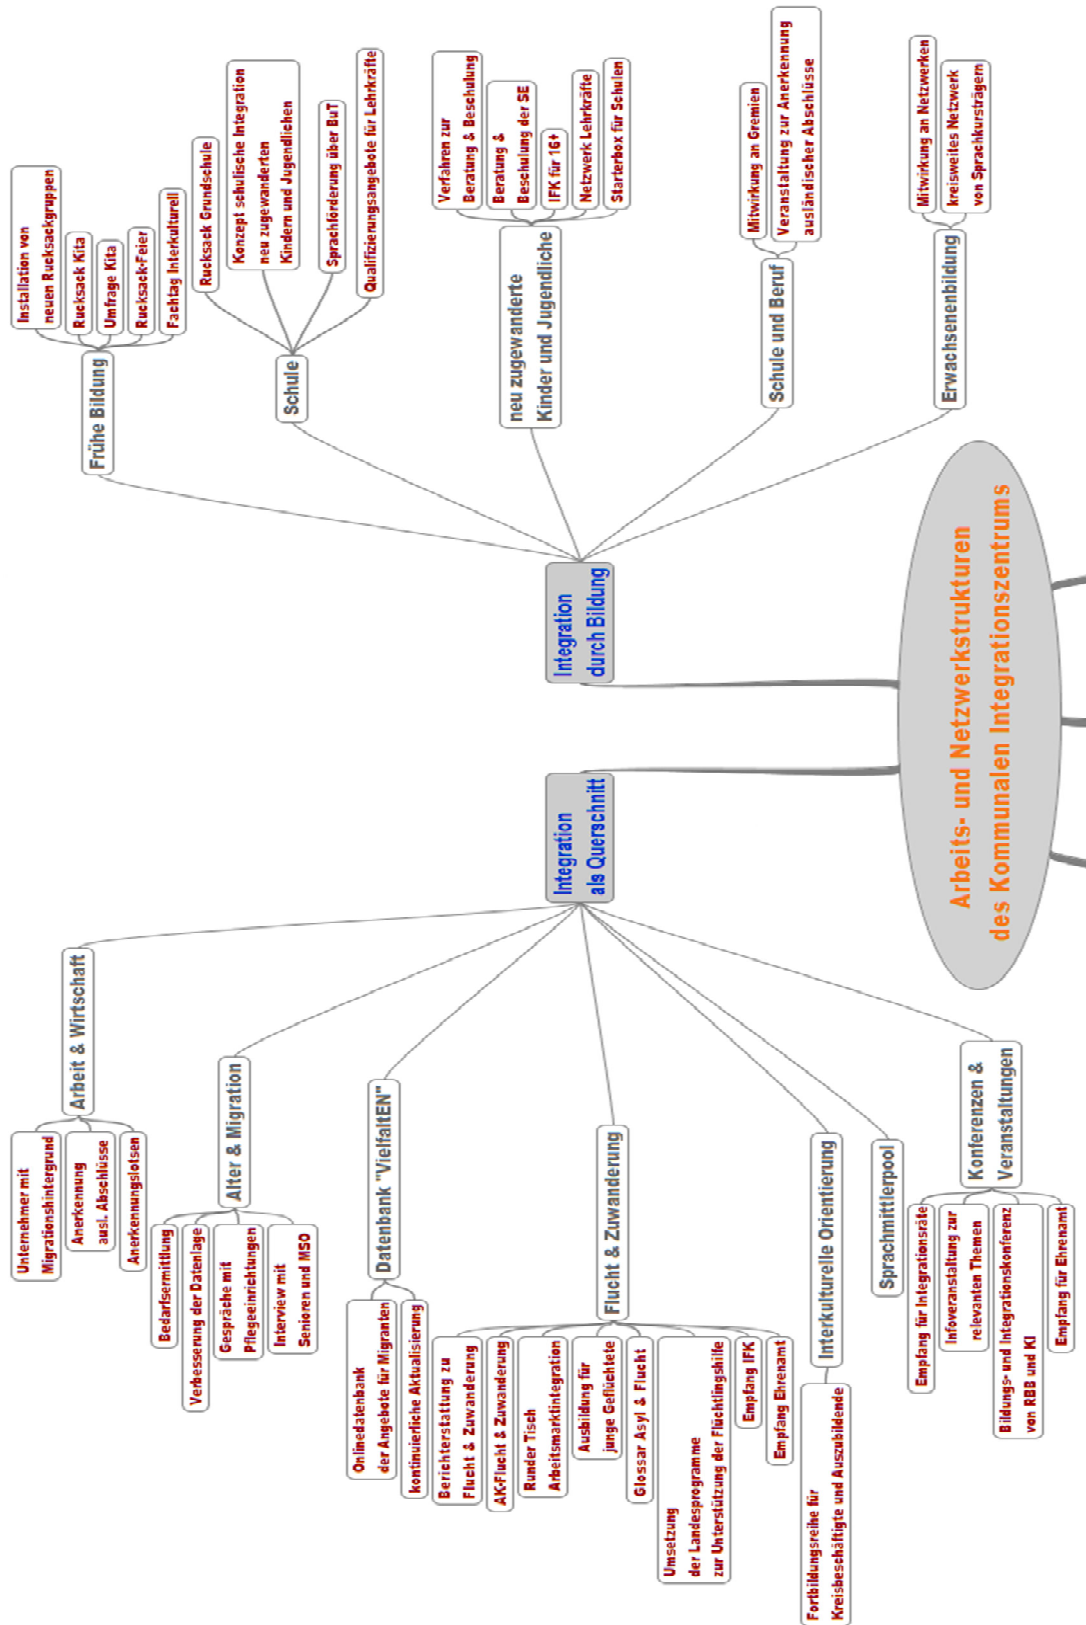 Arbeits- und Netzwerkstrukturen
des Kommunalen Integrationszentrums
Integration
als Querschnitt
Arbeit & Wirtschaft
Unternehmer mit
Migrationshintergrund
Anerkennung
ausl. Abschlüsse
Anerkennungslotsen
Alter & Migration
Bedarfsermittlung
Verbesserung der Datenlage
Gespräche mit
Pflegeeinrichtungen
Interview mit
Senioren und MSO
Datenbank "VielfaltEN"
Onlinedatenbank
der Angebote für Migranten
kontinuierliche Aktualisierung
Flucht & Zuwanderung
Berichterstattung zu
Flucht & Zuwanderung
AK-Flucht & Zuwanderung
Runder Tisch
Arbeitsmarktintegration
Ausbildung für
junge Geflüchtete
Glossar Asyl & Flucht
Umsetzung
der Landesprogramme
zur Unterstützung der Flüchtlingshilfe
Empfang IFK
Empfang Ehrenamt
Interkulturelle Orientierung
Fortbildungsreihe für
Kreisbeschäftigte und Auszubildende
Sprachmittlerpool
Konferenzen &
Veranstaltungen
Empfang für Integrationsräte
Infoveranstaltung zur
relevanten Themen
Bildungs- und Integrationskonferenz
von RBB und KI
Empfang für Ehrenamt
Integration
durch Bildung
Frühe Bildung
Installation von
neuen Rucksackgruppen
Rucksack Kita
Umfrage Kita
Rucksack-Feier
Fachtag Interkulturell
Schule
Rucksack Grundschule
Konzept schulische Integration
neu zugewanderten
Kindern und Jugendlichen
Sprachförderung über BuT
Qualifizierungsangebote für Lehrkräfte
neu zugewanderte
Kinder und Jugendliche
Verfahren zur
Beratung & Beschulung
Beratung &
Beschulung der SE
IFK für 16+
Netzwerk Lehrkräfte
Starterbox für Schulen
Schule und Beruf
Mitwirkung an Gremien
Veranstaltung zur Anerkennung
ausländischer Abschlüsse
Erwachsenenbildung
Mitwirkung an Netzwerken
kreisweites Netzwerk
von Sprachkursträgern